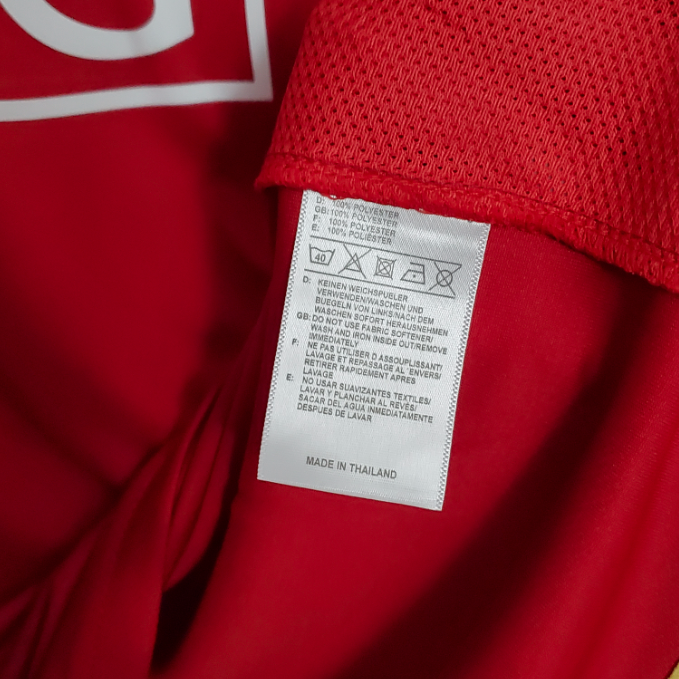 G
D: 100% POLYESTER
GB: 100% POLYESTER
F: 100% POLYESTER
E: 100% POLIÉSTER
40
D: KEINEN WEICHSPÜBLER
VERWENDEN/WASCHEN UND
BUEGELN VON LINKS/NACH DEM
WASCHEN SOFORT HERAUSNEHMEN
GB: DO NOT USE FABRIC SOFTENER/
WASH AND IRON INSIDE OUT/REMOVE
IMMEDIATELY
F: NE PAS UTILISER D ASSOUPLISSANT/
LAVAGE ET REPASSAGE AL 'ENVERS/
RETIRER RAPIDEMENT APRES
LAVAGE
E: NO USAR SUAVIZANTES TEXTILES/
LAVAR Y PLANCHAR AL REVÉS/
SACAR DEL AGUA INMEDIATAMENTE
DESPUES DE LAVAR
MADE IN THAILAND